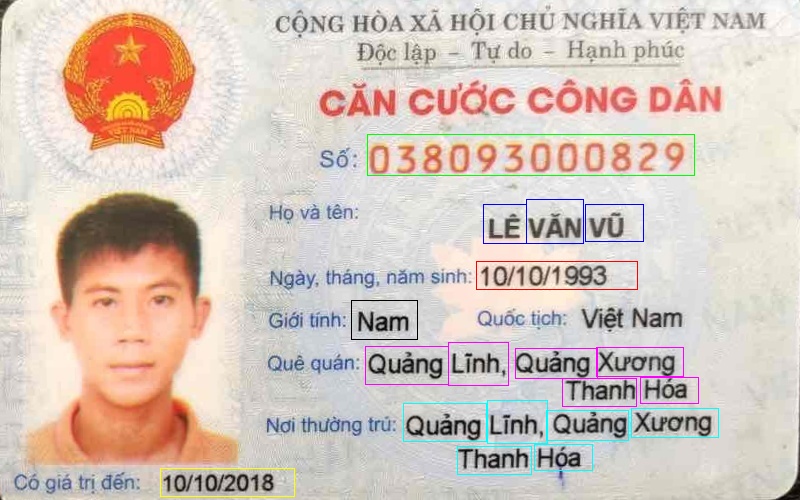 CỘNG HÒA XÃ HỘI CHỦ NGHĨA VIỆT NAM
Độc lập – Tự do – Hạnh phúc
CĂN CƯỚC CÔNG DÂN
VIỆT NAM
Số: 038093000829
Họ và tên:
LÊ VĂN VŨ
Ngày, tháng, năm sinh: 10/10/1993
Giới tính: Nam Quốc tịch: Việt Nam
Quê quán: Quảng Lĩnh, Quảng Xương
Thanh Hóa
Nơi thường trú: Quảng Lĩnh, Quảng Xương
Thanh Hóa
Có giá trị đến: 10/10/2018